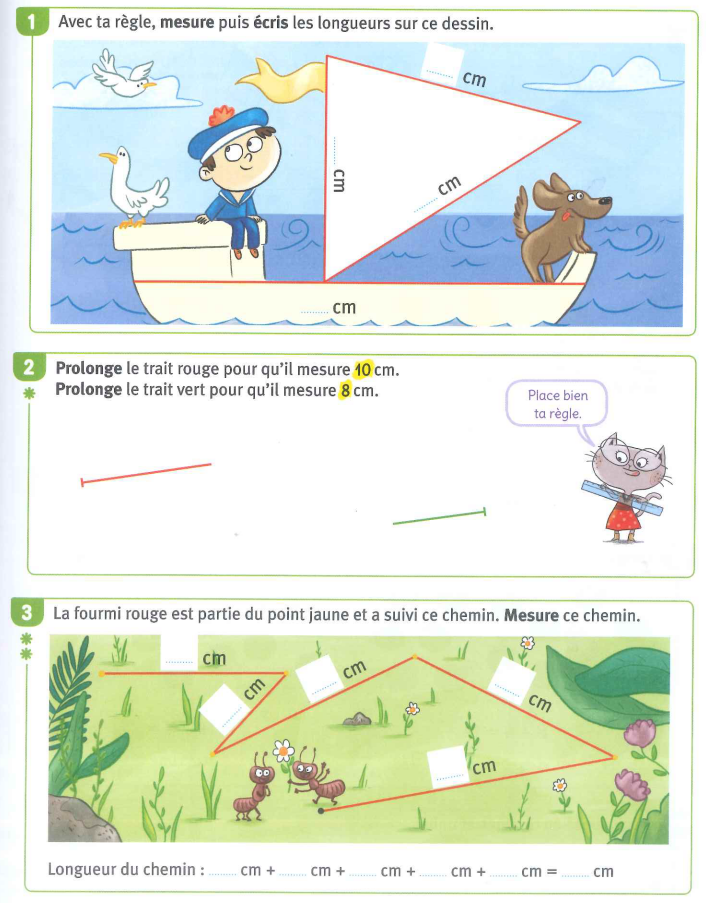 1 Avec ta règle, mesure puis écris les longueurs sur ce dessin.
........ cm
........ cm
........ cm
........ cm
2 Prolonge le trait rouge pour qu'il mesure 10 cm.
Prolonge le trait vert pour qu'il mesure 8 cm.
Place bien
ta règle.
3 La fourmi rouge est partie du point jaune et a suivi ce chemin. Mesure ce chemin.
........ cm
........ cm
........ cm
........ cm
........ cm
Longueur du chemin : ........ cm + ........ cm + ........ cm + ........ cm + ........ cm = ........ cm